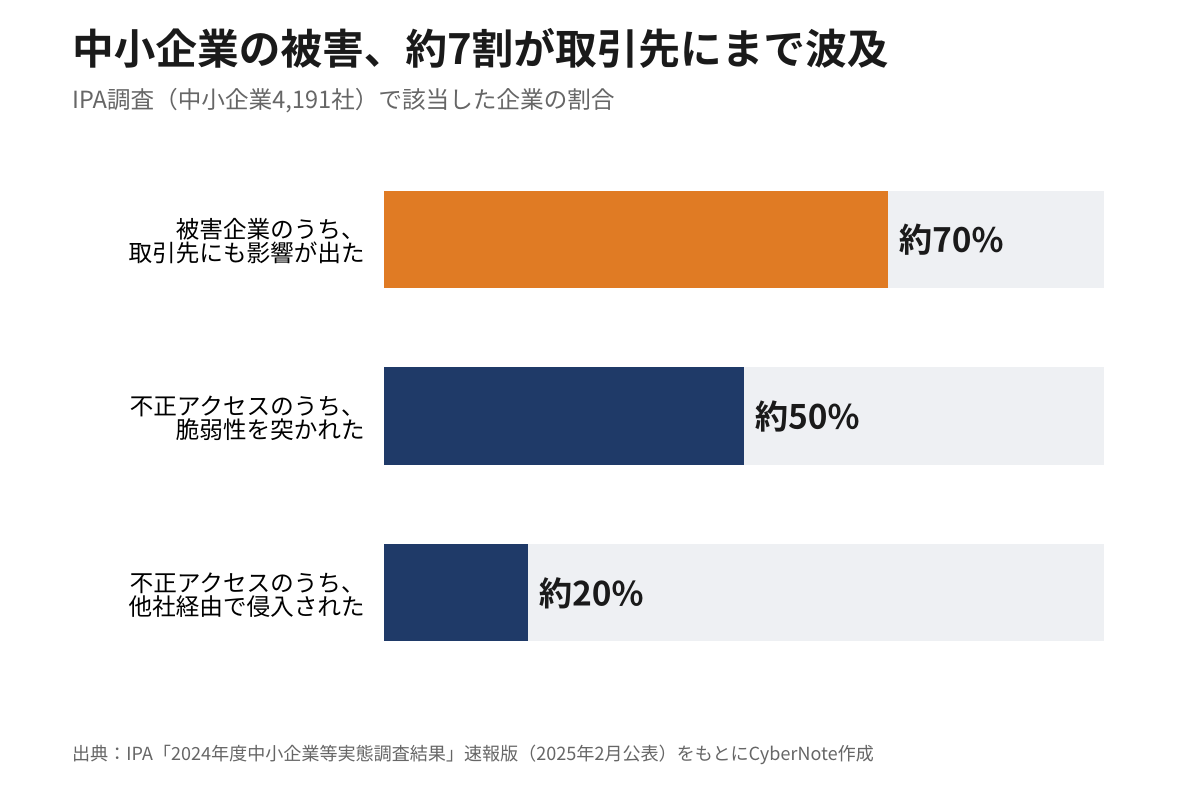 中小企業の被害、約7割が取引先にまで波及
IPA調査（中小企業4,191社）で該当した企業の割合
被害企業のうち、
取引先にも影響が出た
約70%
不正アクセスのうち、
脆弱性を突かれた
約50%
不正アクセスのうち、
他社経由で侵入された
約20%
出典：IPA「2024年度中小企業等実態調査結果」速報版（2025年2月公表）をもとにCyberNote作成